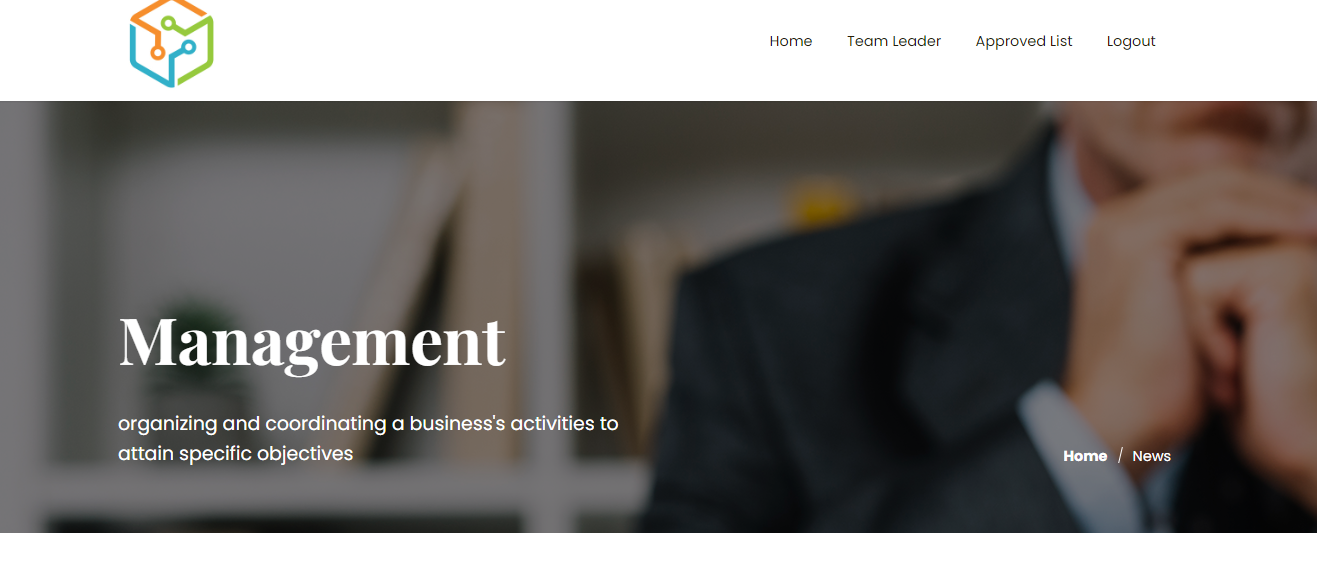 Home Team Leader Approved List Logout
Management
organizing and coordinating a business's activities to
attain specific objectives
Home / News